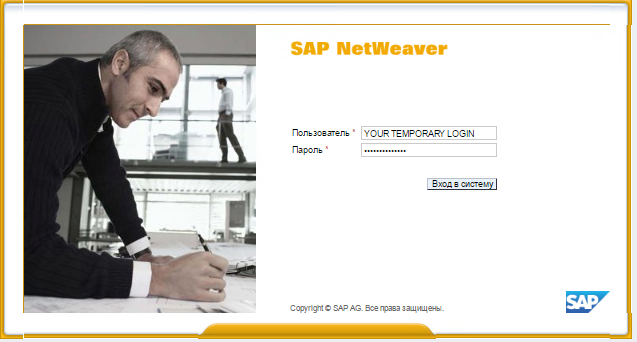 SAP NetWeaver
Пользователь * YOUR TEMPORARY LOGIN
Пароль * ••••••••••••••
Вход в систему
Copyright © SAP AG. Все права защищены.
SAP